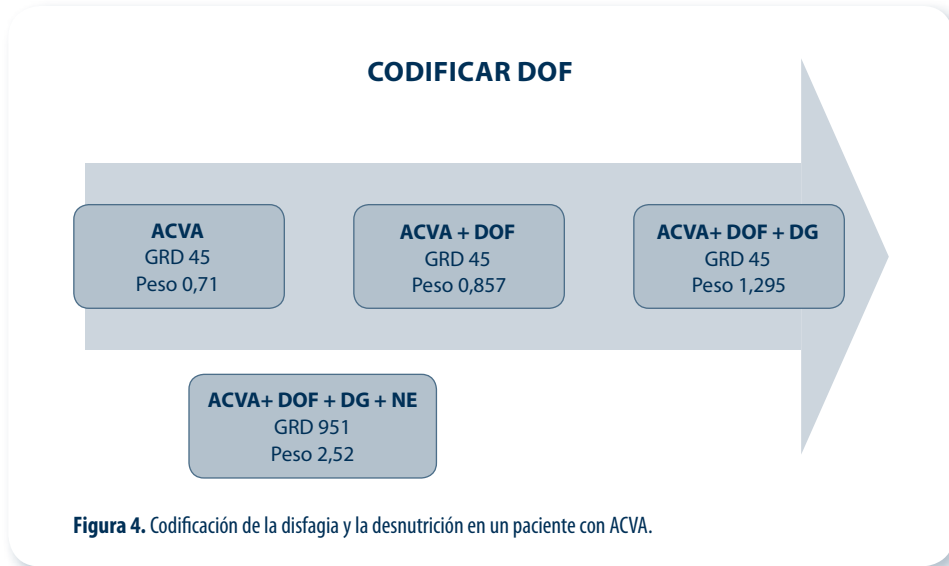 CODIFICAR DOF
ACVA
GRD 45
Peso 0,71
ACVA + DOF
GRD 45
Peso 0,857
ACVA+ DOF + DG
GRD 45
Peso 1,295
ACVA+ DOF + DG + NE
GRD 951
Peso 2,52
Figura 4. Codificación de la disfagia y la desnutrición en un paciente con ACVA.